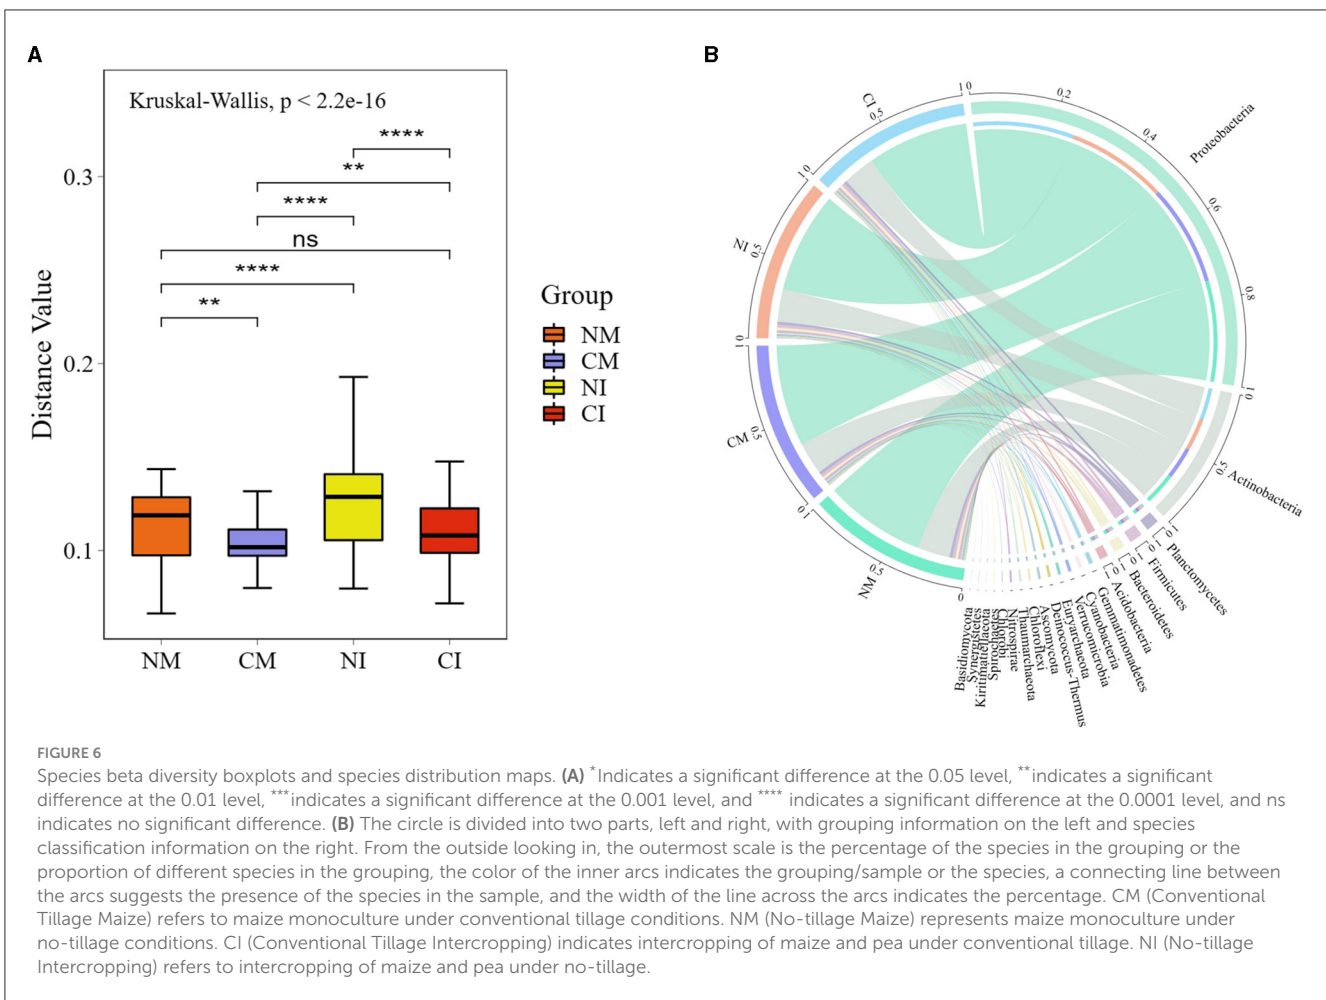 A
Kruskal-Wallis, p < 2.2e-16
****
**
****
ns
****
**
0.3
0.2
0.1
Distance Value
NM
CM
NI
CI
Group
NM
CM
NI
CI
B
CI
0.5
1
0
0.2
0.4
0.6
0.8
1
0
Proteobacteria
NI
0.5
1
0
CM
0.5
1
0
NM
0.5
1
0
0.5
1
Actinobacteria
Planctomycetes
Firmicutes
Bacteroidetes
Acidobacteria
Gemmatimonadetes
Cyanobacteria
Verrucomicrobia
Euryarchaeota
Deinococcus-Thermus
Ascomycota
Chloroflexi
Thaumarchaeota
Nitrospirae
Chlorobi
Spirochaetes
Kiritimatiellaeota
Synergistetes
Basidiomycota
FIGURE 6
Species beta diversity boxplots and species distribution maps. (A) *Indicates a significant difference at the 0.05 level, **indicates a significant
difference at the 0.01 level, ***indicates a significant difference at the 0.001 level, and **** indicates a significant difference at the 0.0001 level, and ns
indicates no significant difference. (B) The circle is divided into two parts, left and right, with grouping information on the left and species
classification information on the right. From the outside looking in, the outermost scale is the percentage of the species in the grouping or the
proportion of different species in the grouping, the color of the inner arcs indicates the grouping/sample or the species, a connecting line between
the arcs suggests the presence of the species in the sample, and the width of the line across the arcs indicates the percentage. CM (Conventional
Tillage Maize) refers to maize monoculture under conventional tillage conditions. NM (No-tillage Maize) represents maize monoculture under
no-tillage conditions. CI (Conventional Tillage Intercropping) indicates intercropping of maize and pea under conventional tillage. NI (No-tillage
Intercropping) refers to intercropping of maize and pea under no-tillage.